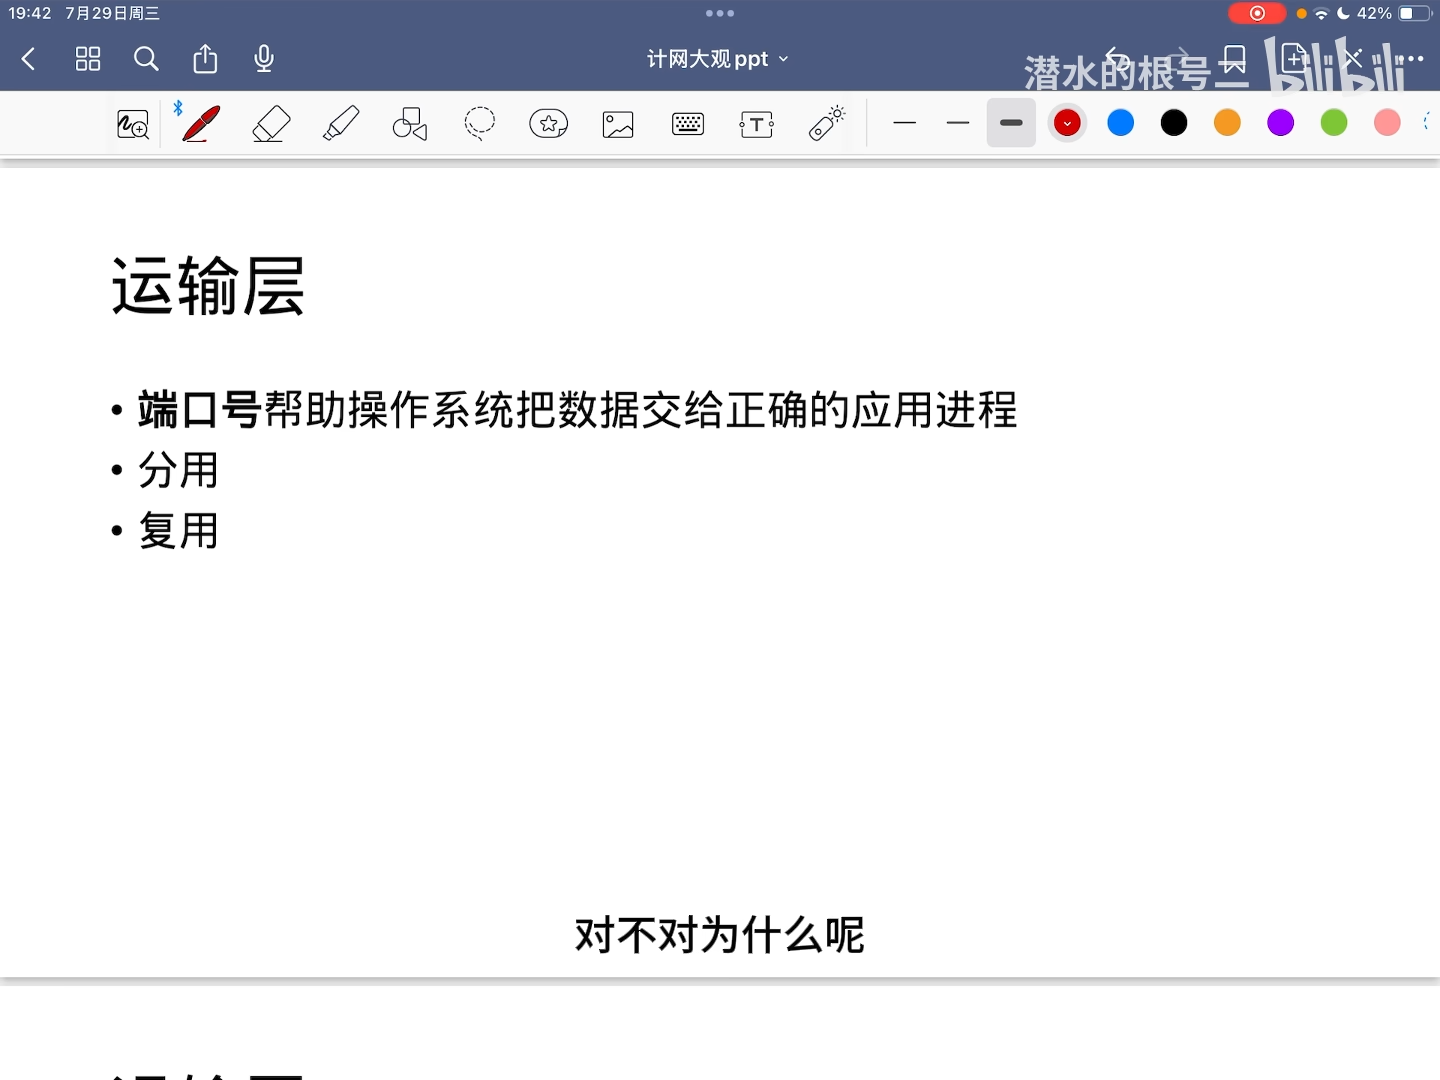 19:42 7月29日周三
42%
计网大观ppt
潜水的根号二 bilibili
T
运输层
• 端口号帮助操作系统把数据交给正确的应用进程
• 分用
• 复用
对不对为什么呢